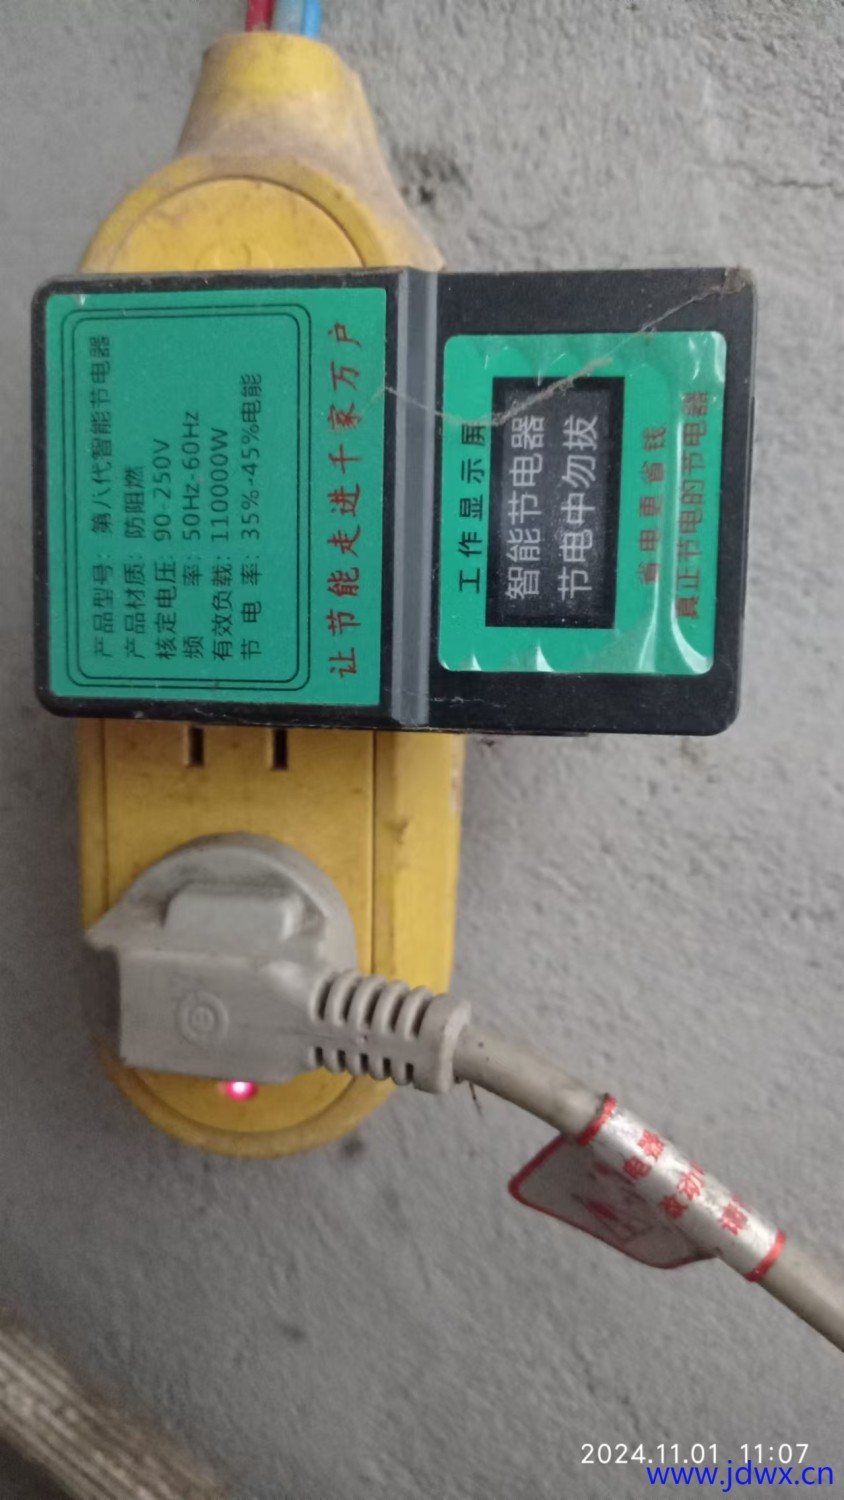 产品型号：第八代智能节电器
产品材质：防阻燃
核定电压：90-250V
频 率：50Hz-60Hz
有效负载：110000W
节 电 率：35%-45%电能
让节能走进千家万户
工作显示屏
智能节电器
节电中勿拔
省电更省钱
真正节电的节电器
电器
2024.11.01 11:07
www.jdwx.cn